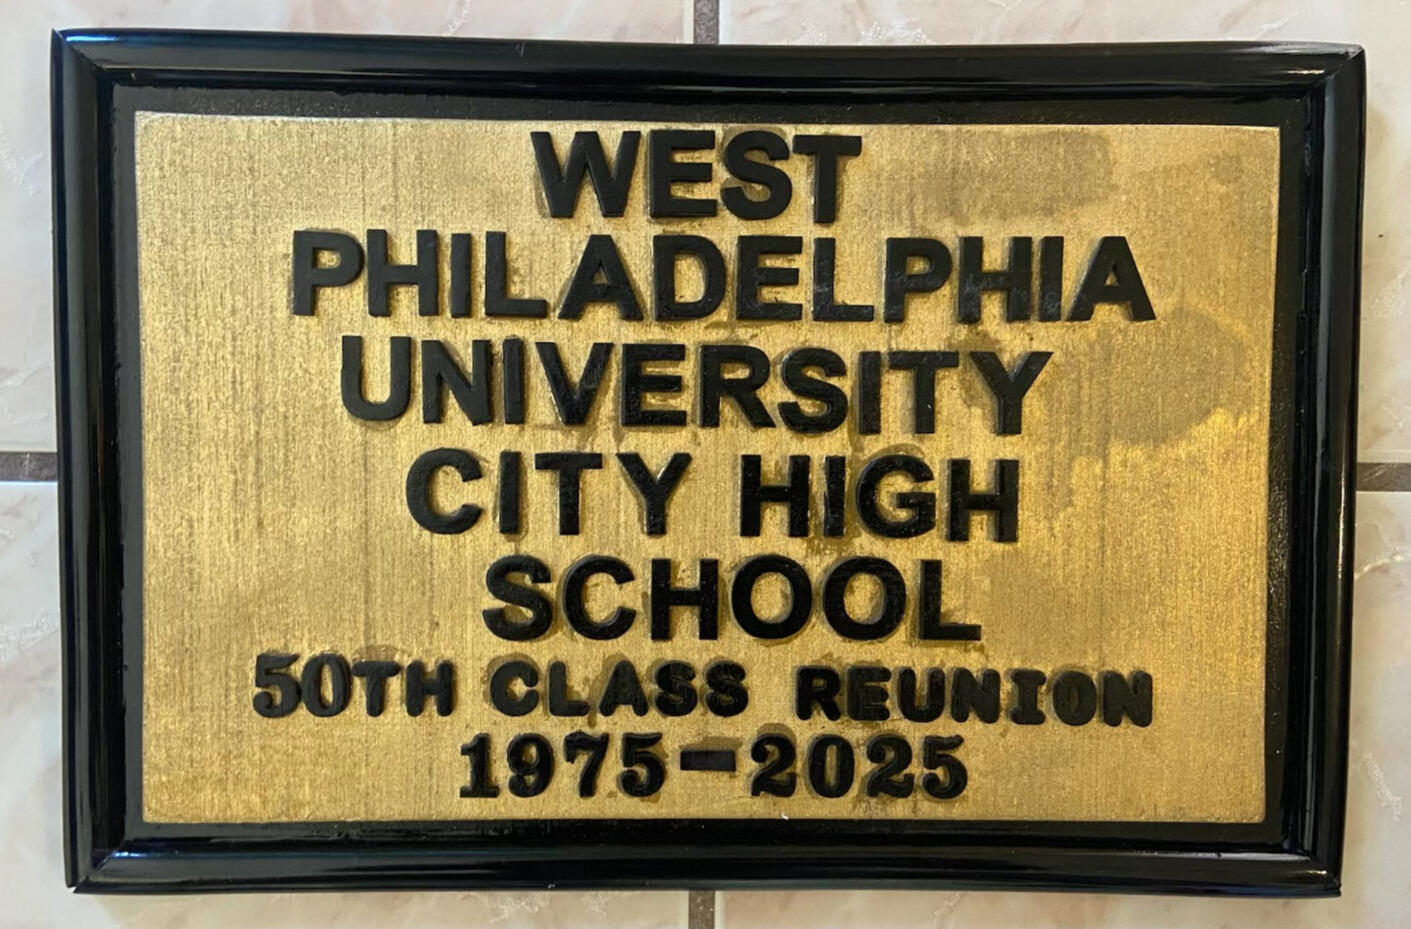 WEST
PHILADELPHIA
UNIVERSITY
CITY HIGH
SCHOOL
50TH CLASS REUNION
1975-2025